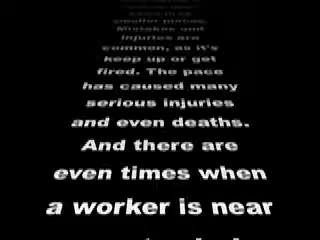 smaller pieces.
Mistakes and
injuries are
common, as it's
keep up or get
fired. The pace
has caused many
serious injuries
and even deaths.
And there are
even times when
a worker is near